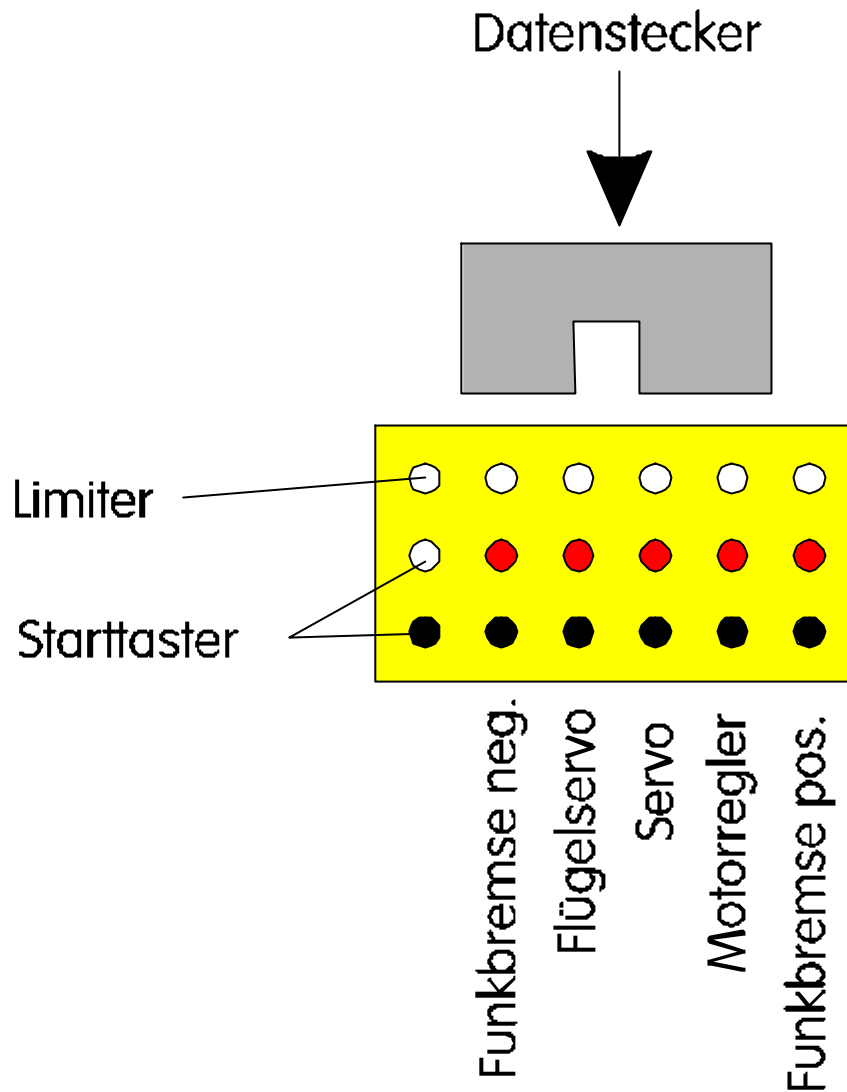 Datenstecker
Limiter
Starttaster
Funkbremse neg.
Flügelservo
Servo
Motorregler
Funkbremse pos.